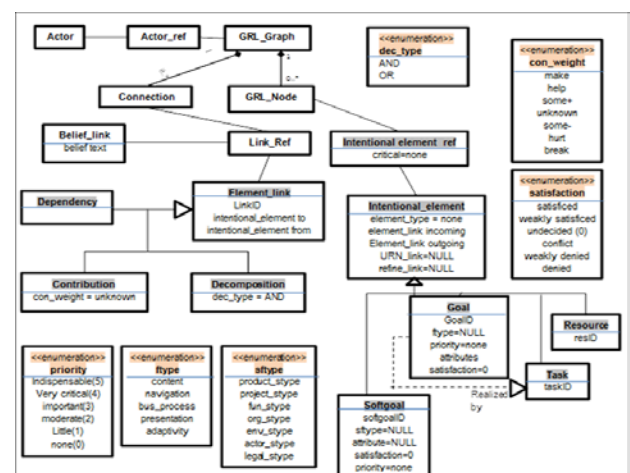 Actor
Actor_ref
GRL_Graph
<<enumeration>>
dec_type
AND
OR
<<enumeration>>
con_weight
make
help
some+
unknown
some-
hurt
break
0..*
Connection
GRL_Node
Belief_link
belief text
Link_Ref
Intentional element_ref
critical=none
Dependency
Element_link
LinkID
intentional_element to
intentional_element from
Intentional_element
element_type = none
element_link incoming
Element_link outgoing
URN_link=NULL
refine_link=NULL
<<enumeration>>
satisfaction
satisficed
weakly satisficed
undecided (0)
conflict
weakly denied
denied
Contribution
con_weight = unknown
Decomposition
dec_type = AND
Goal
GoalID
ftype=NULL
priority=none
attributes
satisfaction=0
Resource
resID
Task
taskID
Realized
by
<<enumeration>>
priority
Indispensable(5)
Very critical(4)
important(3)
moderate(2)
Little(1)
none(0)
<<enumeration>>
ftype
content
navigation
bus_process
presentation
adaptivity
<<enumeration>>
sftype
product_stype
project_stype
fun_stype
org_stype
env_stype
actor_stype
legal_stype
Softgoal
softgoalID
sftype=NULL
attribute=NULL
satisfaction=0
priority=none